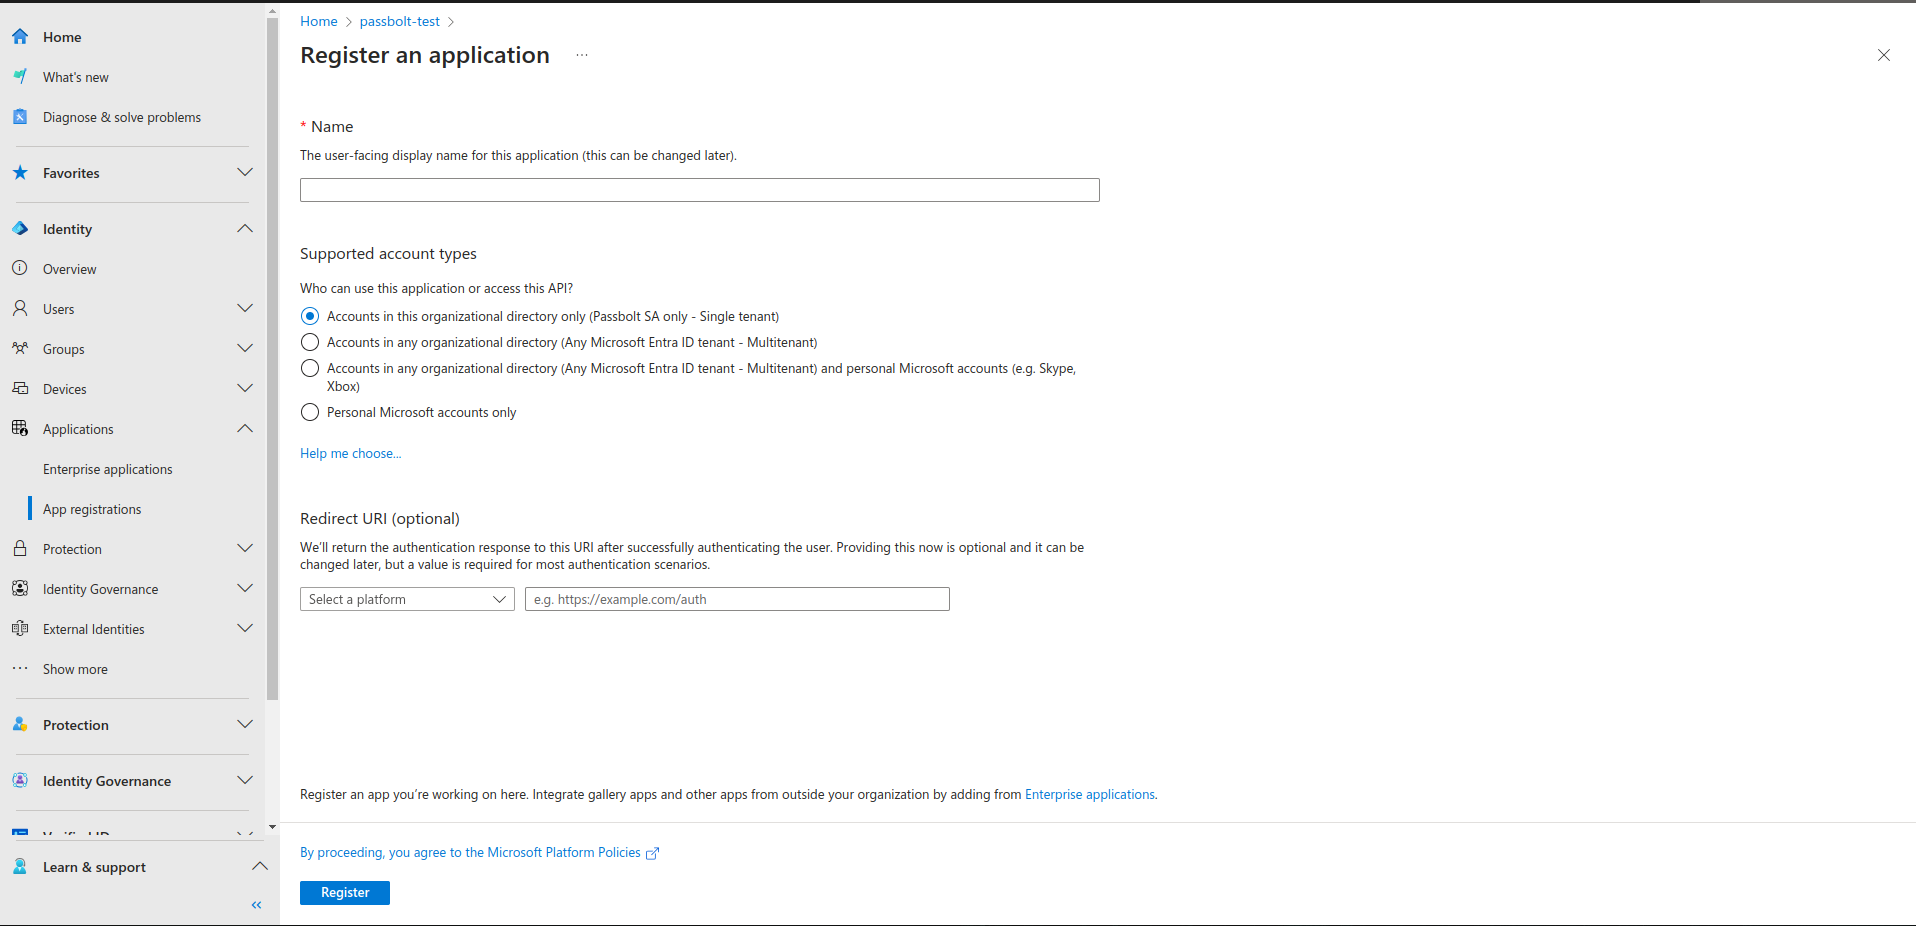 Home
What's new
Diagnose & solve problems
Favorites
Identity
Overview
Users
Groups
Devices
Applications
Enterprise applications
App registrations
Protection
Identity Governance
External Identities
Show more
Protection
Identity Governance
Learn & support
Home > passbolt-test >
Register an application ...
* Name
The user-facing display name for this application (this can be changed later).
Supported account types
Who can use this application or access this API?
Accounts in this organizational directory only (Passbolt SA only - Single tenant)
Accounts in any organizational directory (Any Microsoft Entra ID tenant - Multitenant)
Accounts in any organizational directory (Any Microsoft Entra ID tenant - Multitenant) and personal Microsoft accounts (e.g. Skype,
Xbox)
Personal Microsoft accounts only
Help me choose...
Redirect URI (optional)
We'll return the authentication response to this URI after successfully authenticating the user. Providing this now is optional and it can be
changed later, but a value is required for most authentication scenarios.
Select a platform
e.g. https://example.com/auth
Register an app you're working on here. Integrate gallery apps and other apps from outside your organization by adding from Enterprise applications.
By proceeding, you agree to the Microsoft Platform Policies
Register